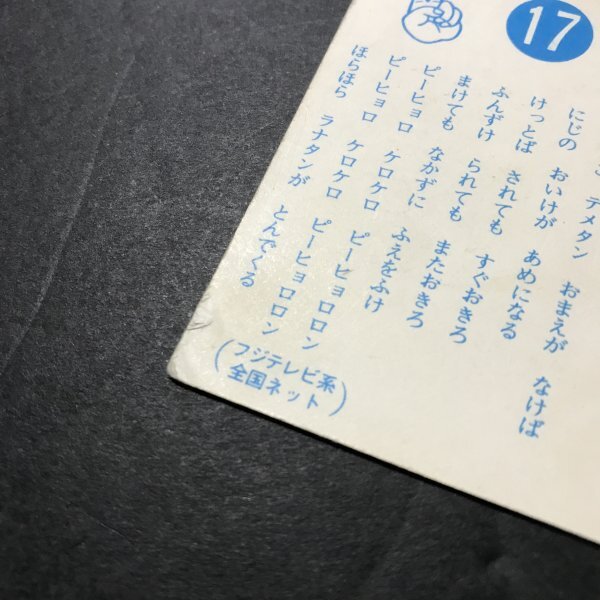 17
デメタン おまえが なけば
にじの おいけが あめになる
けっとば されても すぐおきろ
ふんずけ られても またおきろ
まけても なかずに ふえをふけ
ピーヒョロ ケロケロ ピーヒョロロン
ピーヒョロ ケロケロ ピーヒョロロン
ほらほら ラナタンが とんでくる
(フジテレビ系
全国ネット)